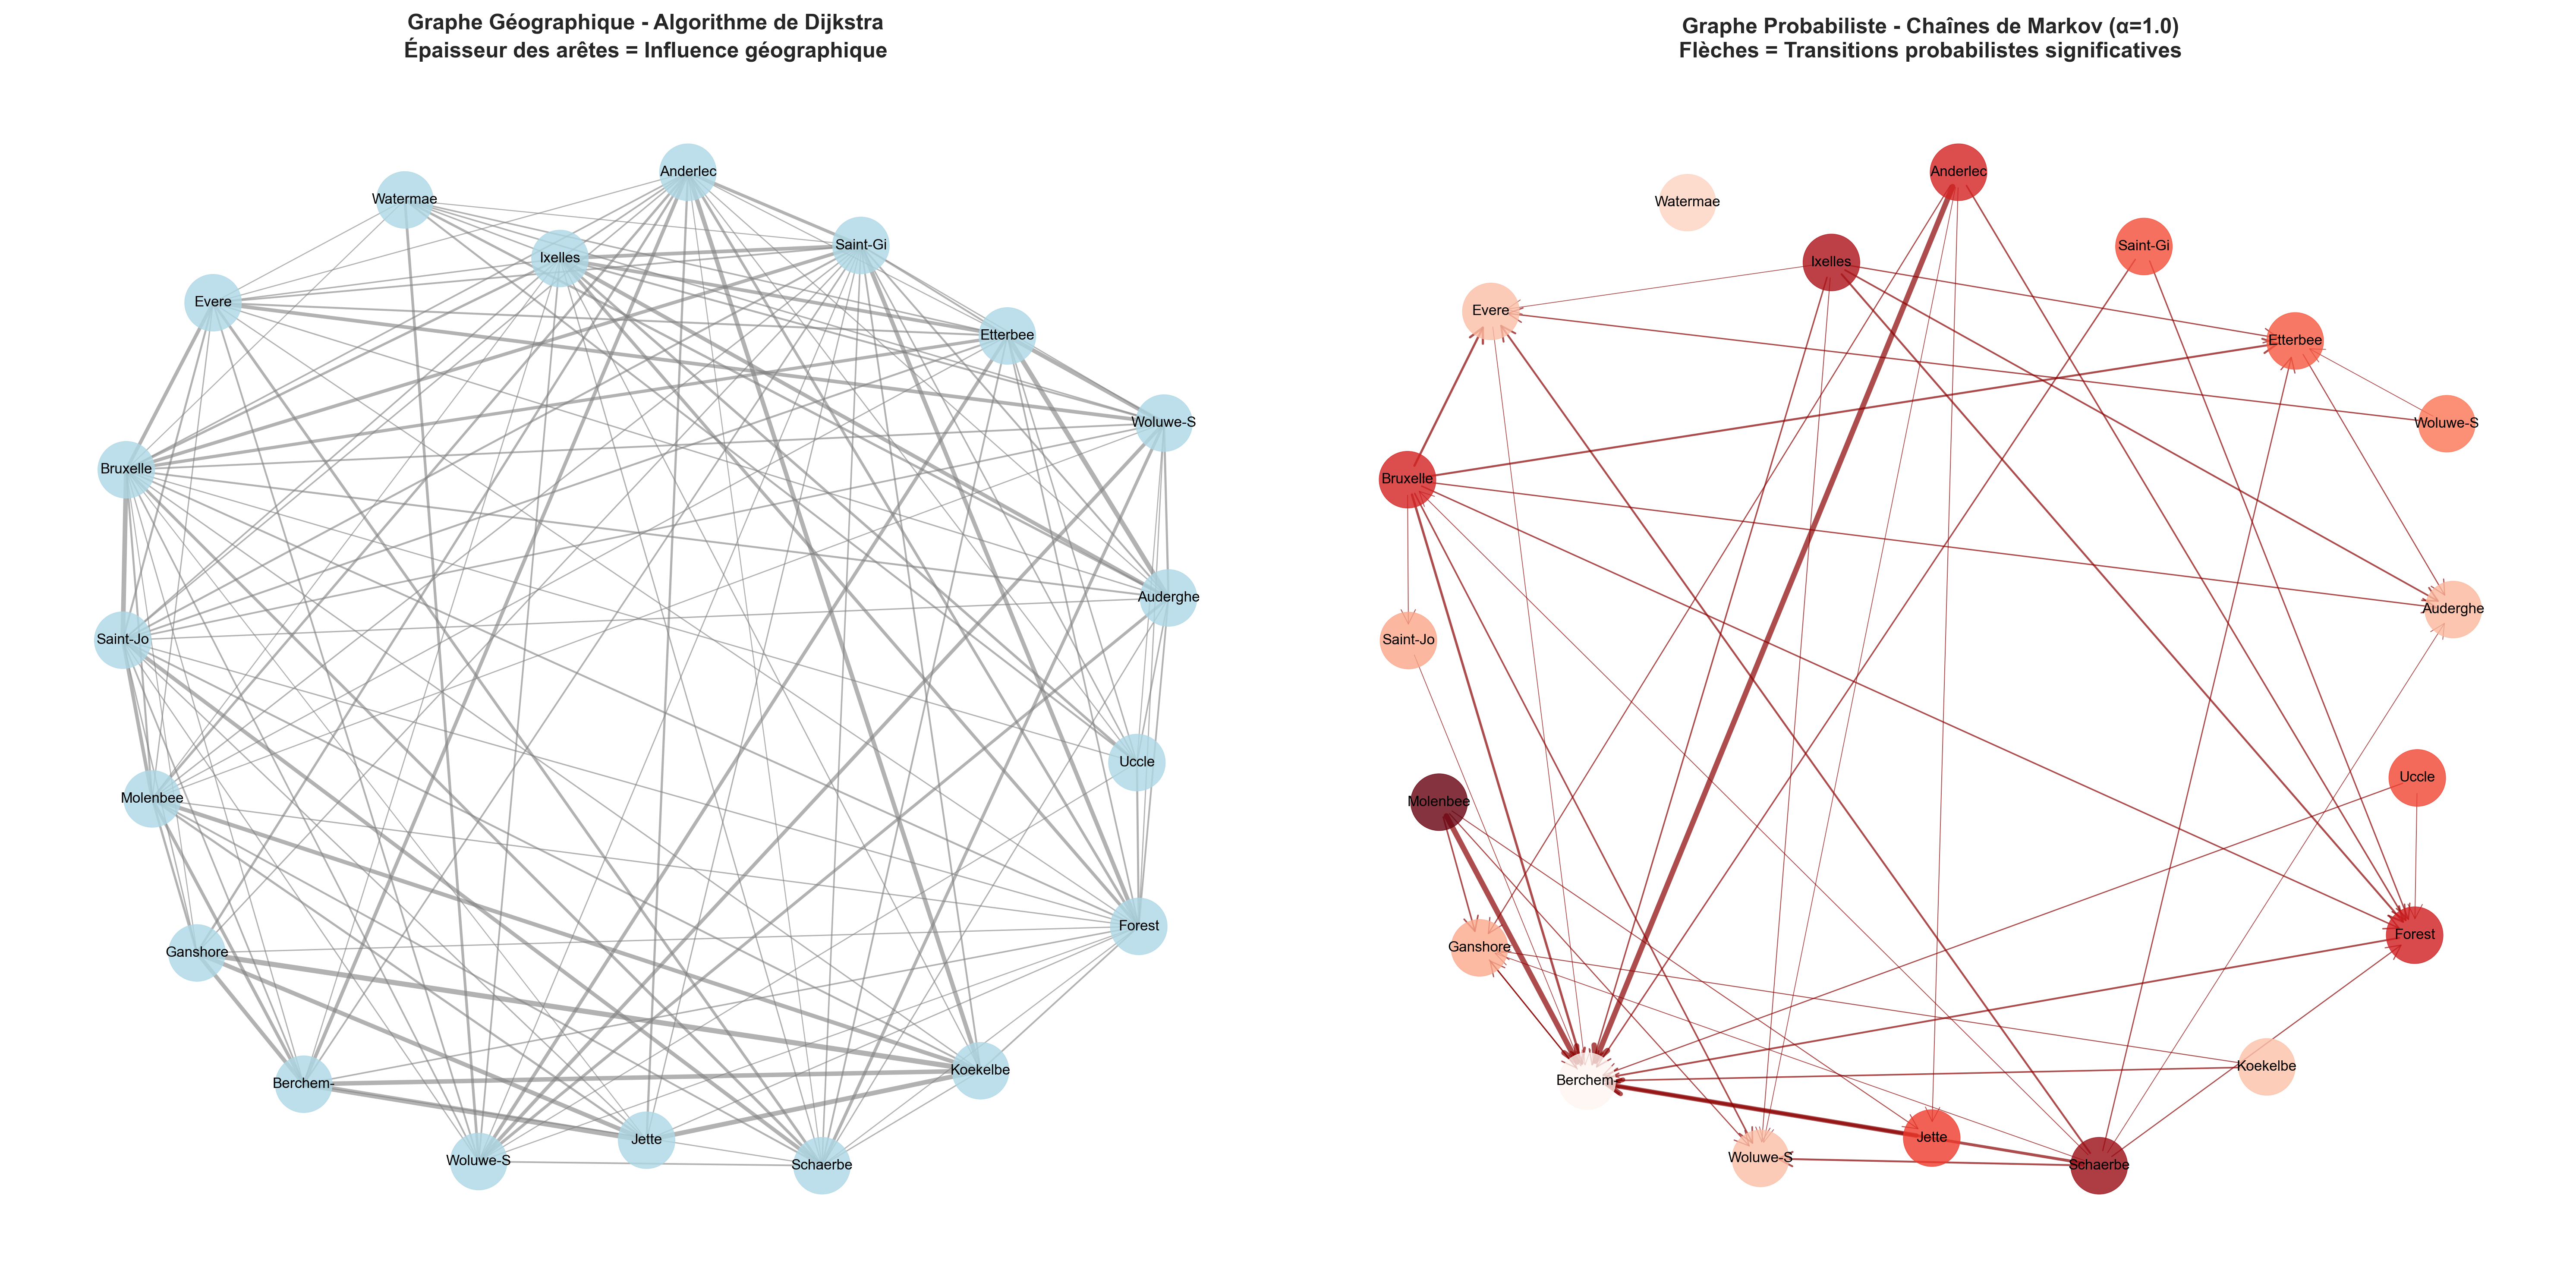 Graphe Géographique - Algorithme de Dijkstra
Épaisseur des arêtes = Influence géographique
Anderlec
Watermae
Saint-Gi
Ixelles
Evere
Etterbee
Woluwe-S
Bruxelle
Auderghe
Saint-Jo
Uccle
Molenbee
Forest
Ganshore
Koekelbe
Berchem-
Jette
Woluwe-S
Schaerbe
Graphe Probabiliste - Chaînes de Markov (α=1.0)
Flèches = Transitions probabilistes significatives
Anderlec
Watermae
Saint-Gi
Ixelles
Evere
Etterbee
Woluwe-S
Bruxelle
Auderghe
Saint-Jo
Uccle
Molenbee
Forest
Ganshore
Koekelbe
Berchem-
Jette
Woluwe-S
Schaerbe